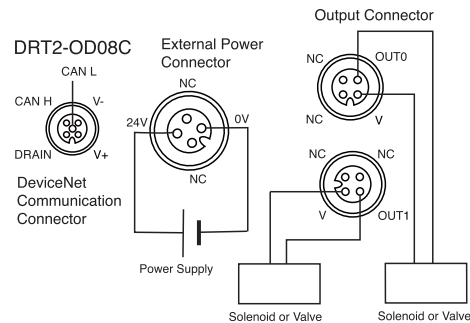 Output Connector
DRT2-OD08C
External Power
Connector
CAN L
NC
NC
OUT0
CAN H
V-
24V
0V
NC
V
DRAIN
V+
NC
NC
NC
DeviceNet
Communication
Connector
V
OUT1
Power Supply
Solenoid or Valve
Solenoid or Valve